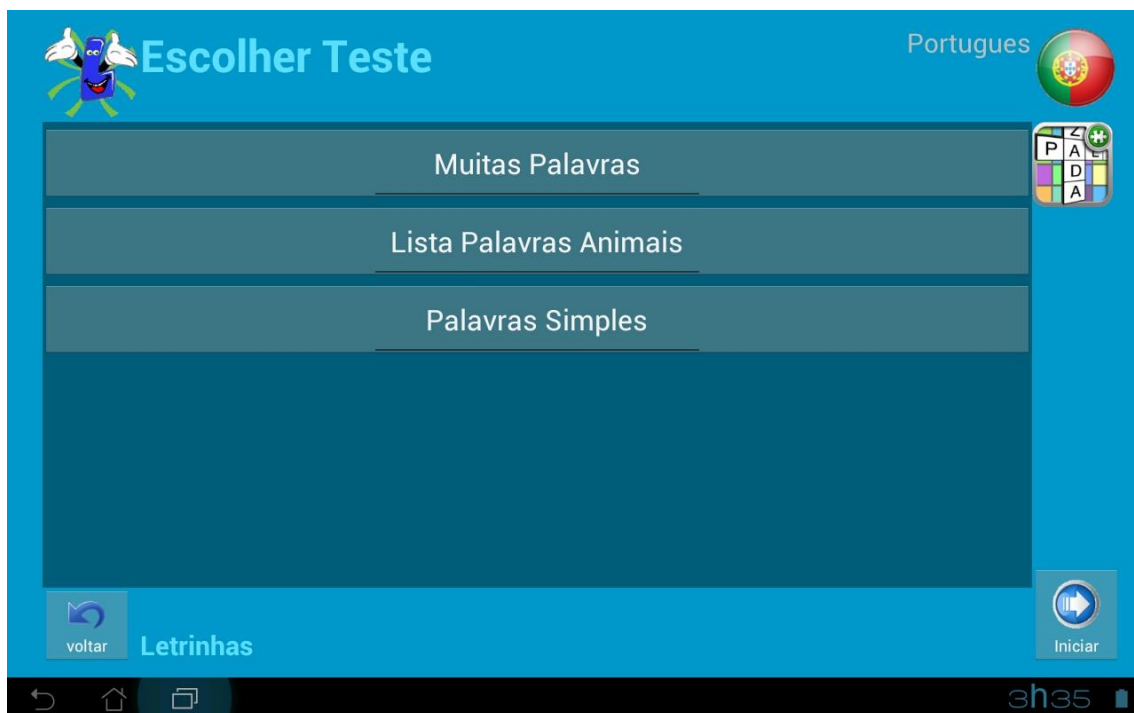 Escolher Teste
Portugues
Muitas Palavras
Lista Palavras Animais
Palavras Simples
voltar
Letrinhas
Iniciar
3h35